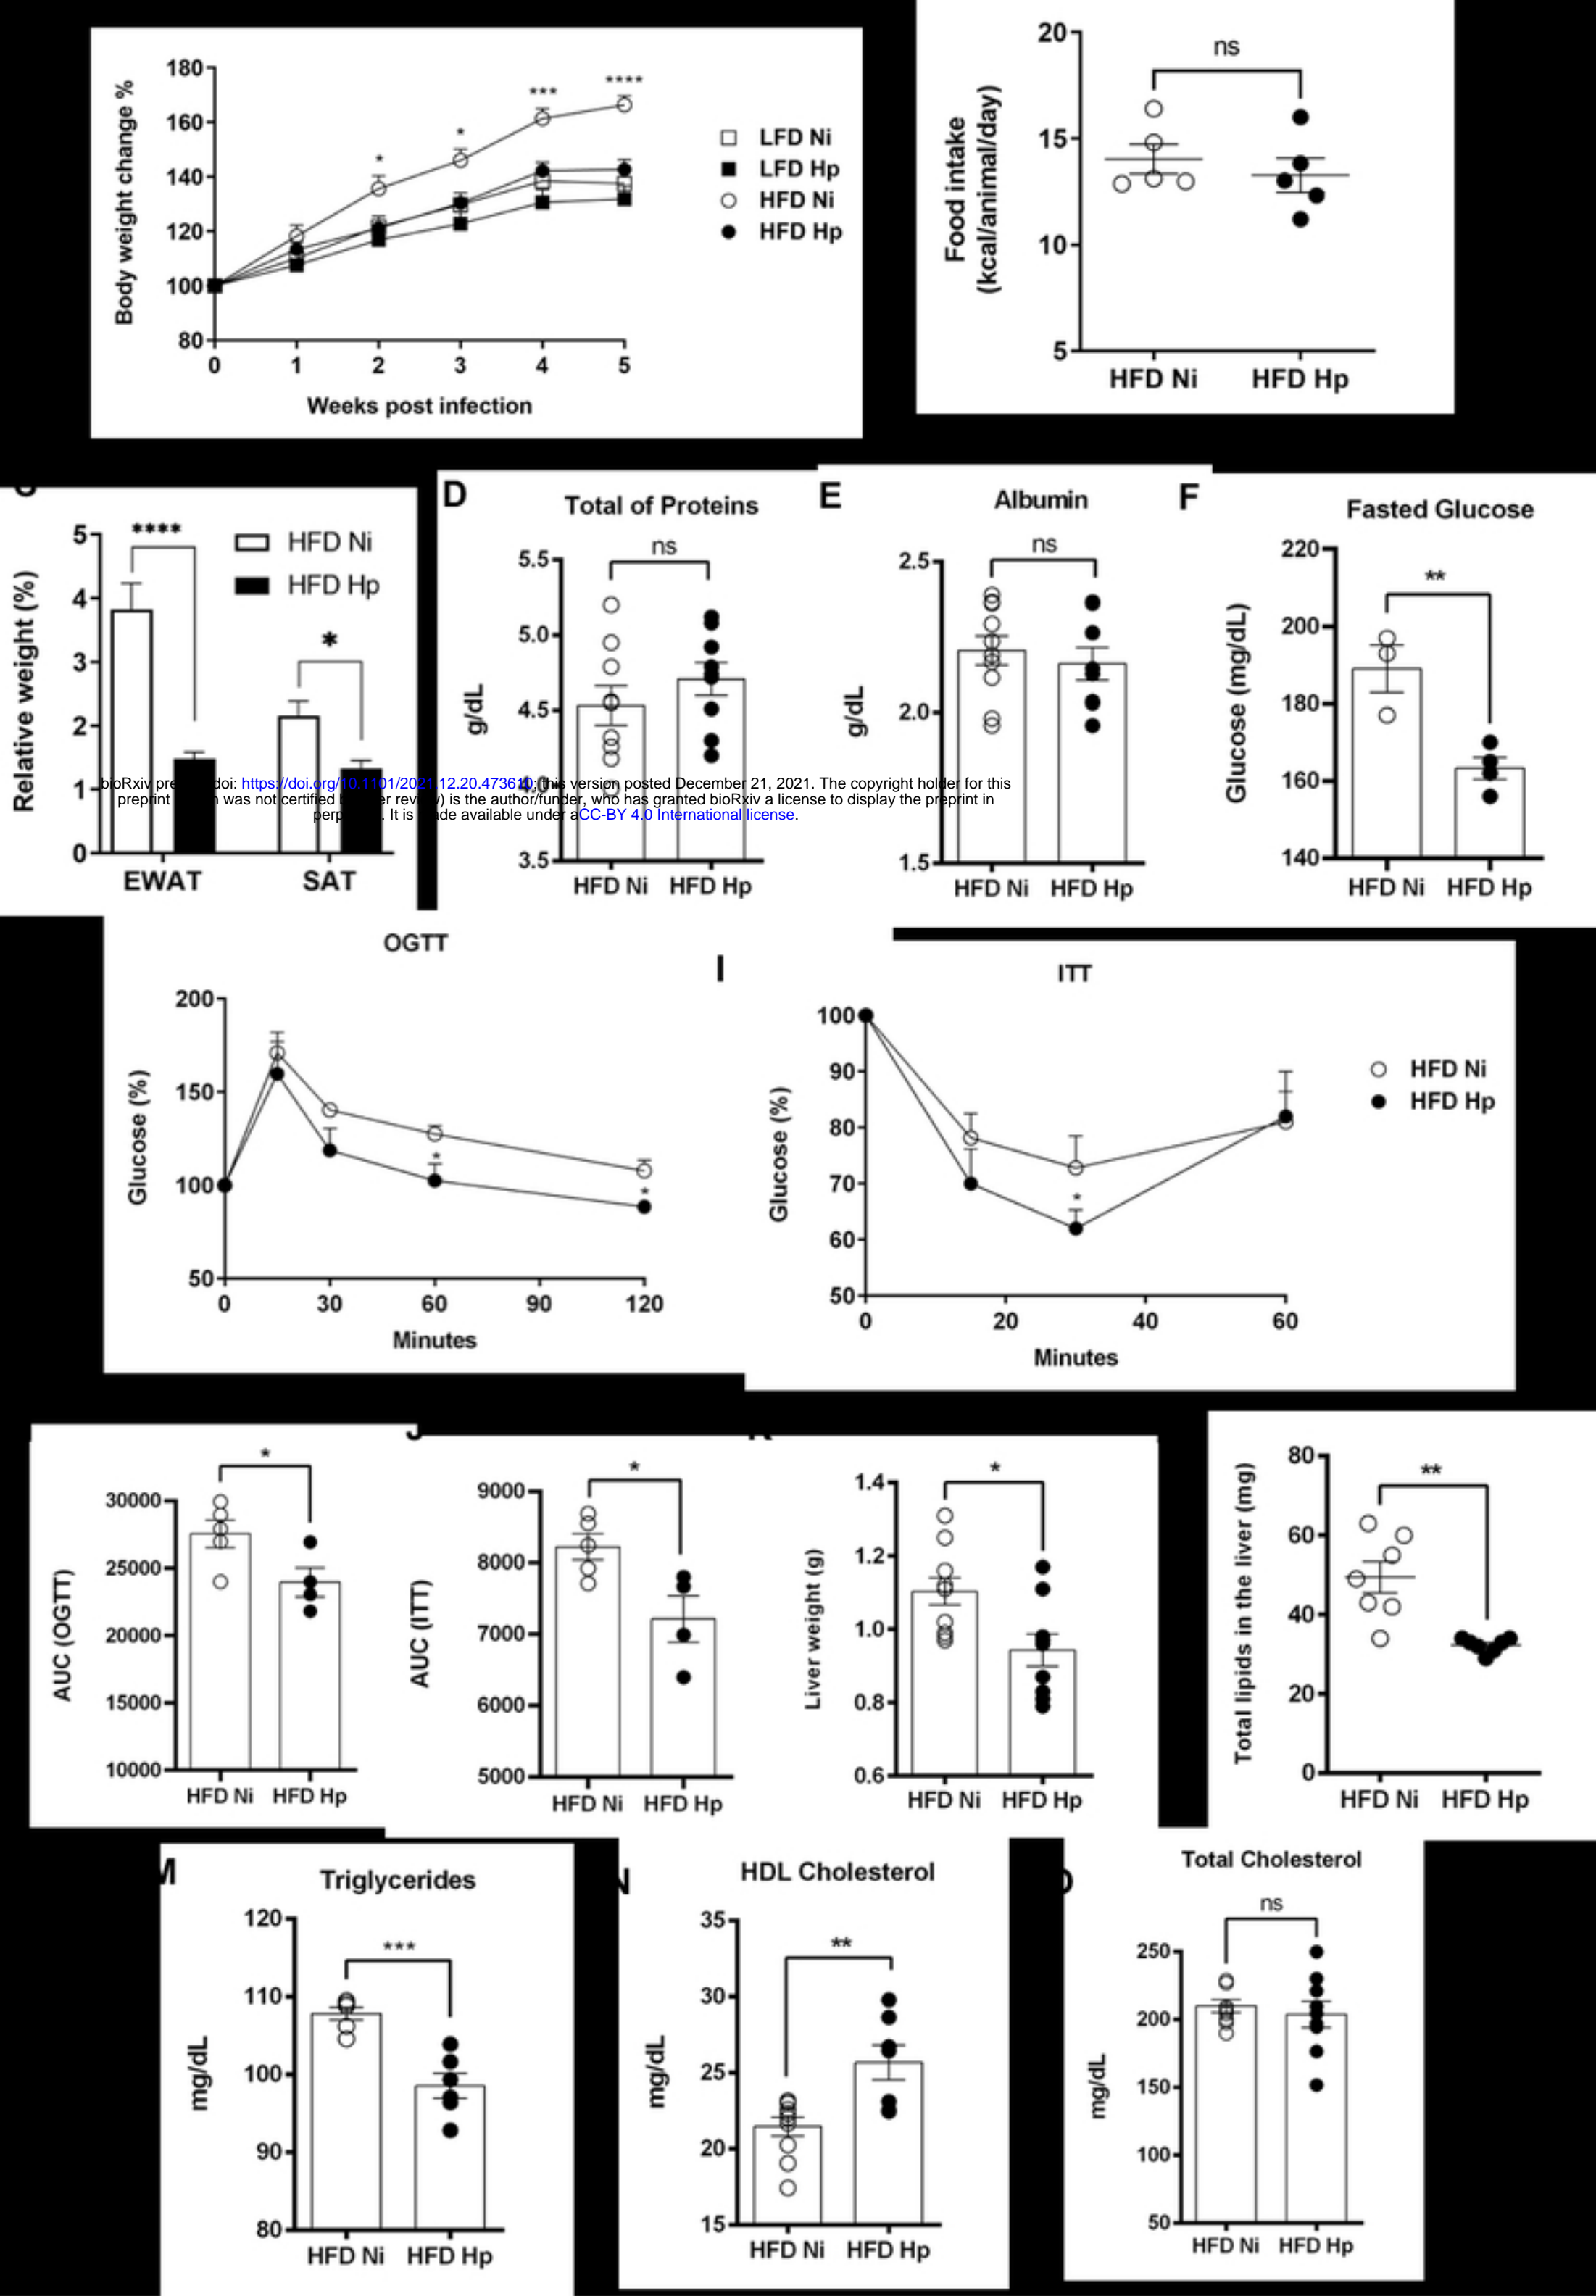 180
160
140
120
100
80
Body weight change %
*
*
***
****
0 1 2 3 4 5
Weeks post infection
LFD Ni
LFD Hp
HFD Ni
HFD Hp
20
15
10
5
Food intake
(kcal/animal/day)
ns
HFD Ni HFD Hp
5
4
3
2
1
0
Relative weight (%)
****
*
HFD Ni
HFD Hp
EWAT SAT
D
Total of Proteins
ns
5.5
5.0
4.5
4.0
3.5
g/dL
HFD Ni HFD Hp
E
Albumin
ns
2.5
2.0
1.5
g/dL
HFD Ni HFD Hp
F
Fasted Glucose
**
220
200
180
160
140
Glucose (mg/dL)
HFD Ni HFD Hp
bioRxiv pre doi: https://doi.org/10.1101/2021.12.20.473610; this version posted December 21, 2021. The copyright holder for this
preprint was not certified review) is the author/funder, who has granted bioRxiv a license to display the preprint in
It is available under aCC-BY 4.0 International license.
OGTT
200
150
100
50
Glucose (%)
*
*
0 30 60 90 120
Minutes
I
ITT
100
90
80
70
60
50
Glucose (%)
*
0 20 40 60
Minutes
HFD Ni
HFD Hp
*
30000
25000
20000
15000
10000
AUC (OGTT)
HFD Ni HFD Hp
*
9000
8000
7000
6000
5000
AUC (ITT)
HFD Ni HFD Hp
*
1.4
1.2
1.0
0.8
0.6
Liver weight (g)
HFD Ni HFD Hp
**
80
60
40
20
0
Total lipids in the liver (mg)
HFD Ni HFD Hp
M
Triglycerides
***
120
110
100
90
80
mg/dL
HFD Ni HFD Hp
N
HDL Cholesterol
**
35
30
25
20
15
mg/dL
HFD Ni HFD Hp
Total Cholesterol
ns
250
200
150
100
50
mg/dL
HFD Ni HFD Hp